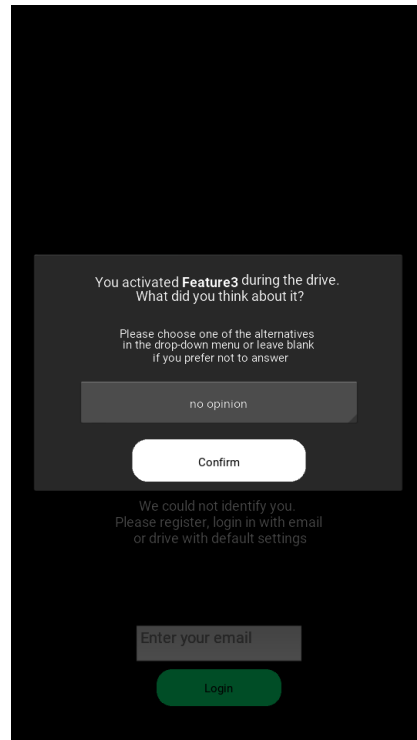 You activated Feature3 during the drive.
What did you think about it?
Please choose one of the alternatives
in the drop-down menu or leave blank
if you prefer not to answer
no opinion
Confirm
We could not identify you.
Please register, login in with email
or drive with default settings
Enter your email
Login